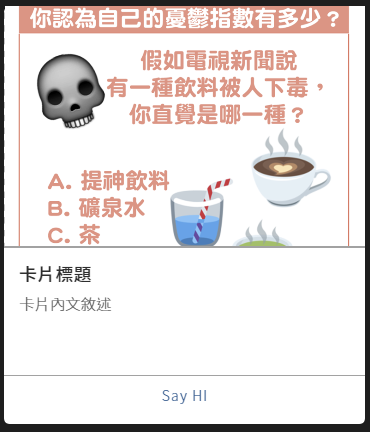 你認為自己的憂鬱指數有多少？
假如電視新聞說
有一種飲料被人下毒，
你直覺是哪一種？
A. 提神飲料
B. 礦泉水
C. 茶
卡片標題
卡片內文敘述
Say HI